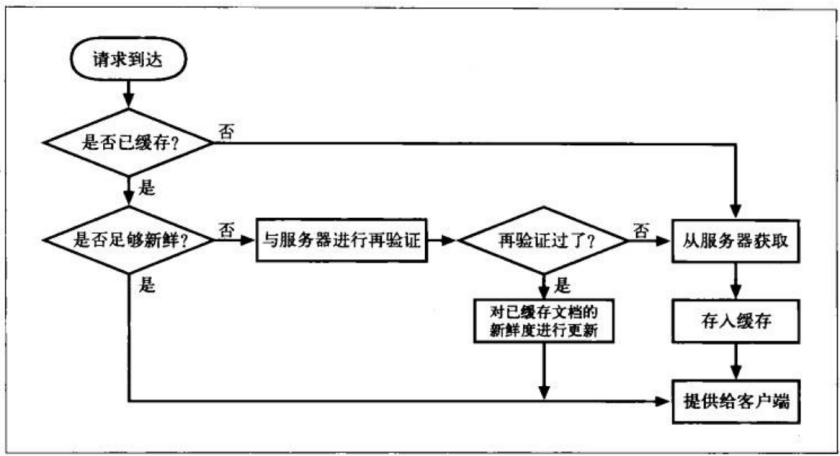 请求到达
是否已缓存?
否
是
是否足够新鲜?
否
与服务器进行再验证
再验证过了?
否
从服务器获取
是
是
对已缓存文档的
新鲜度进行更新
存入缓存
提供给客户端